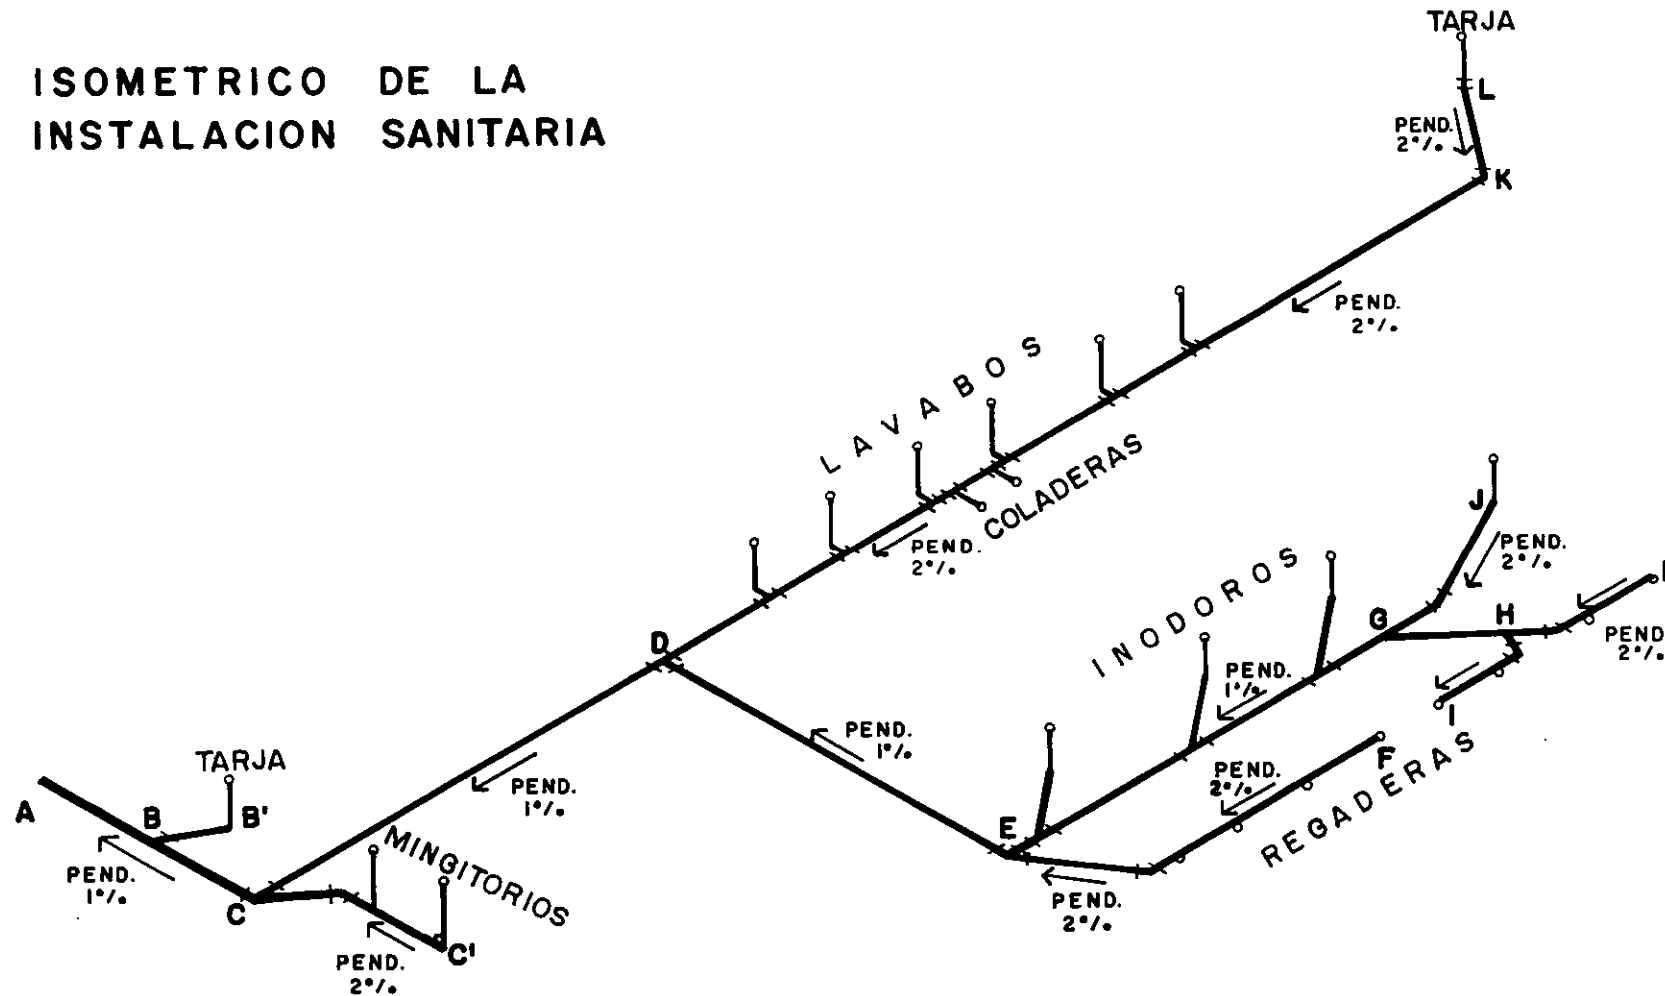 TARJA
ISOMETRICO DE LA
INSTALACION SANITARIA
L
PEND.
2%
K
PEND.
2%
LAVABOS
COLADERAS
PEND.
2%
J
PEND.
2%
INODOROS
G
H
PEND
2%
I
D
PEND.
1%
PEND.
1%
PEND.
1%
F
PEND.
2%
REGADERAS
TARJA
A
B
B'
MINGITORIOS
E
PEND.
1%
C
PEND.
2%
C'
PEND.
2%